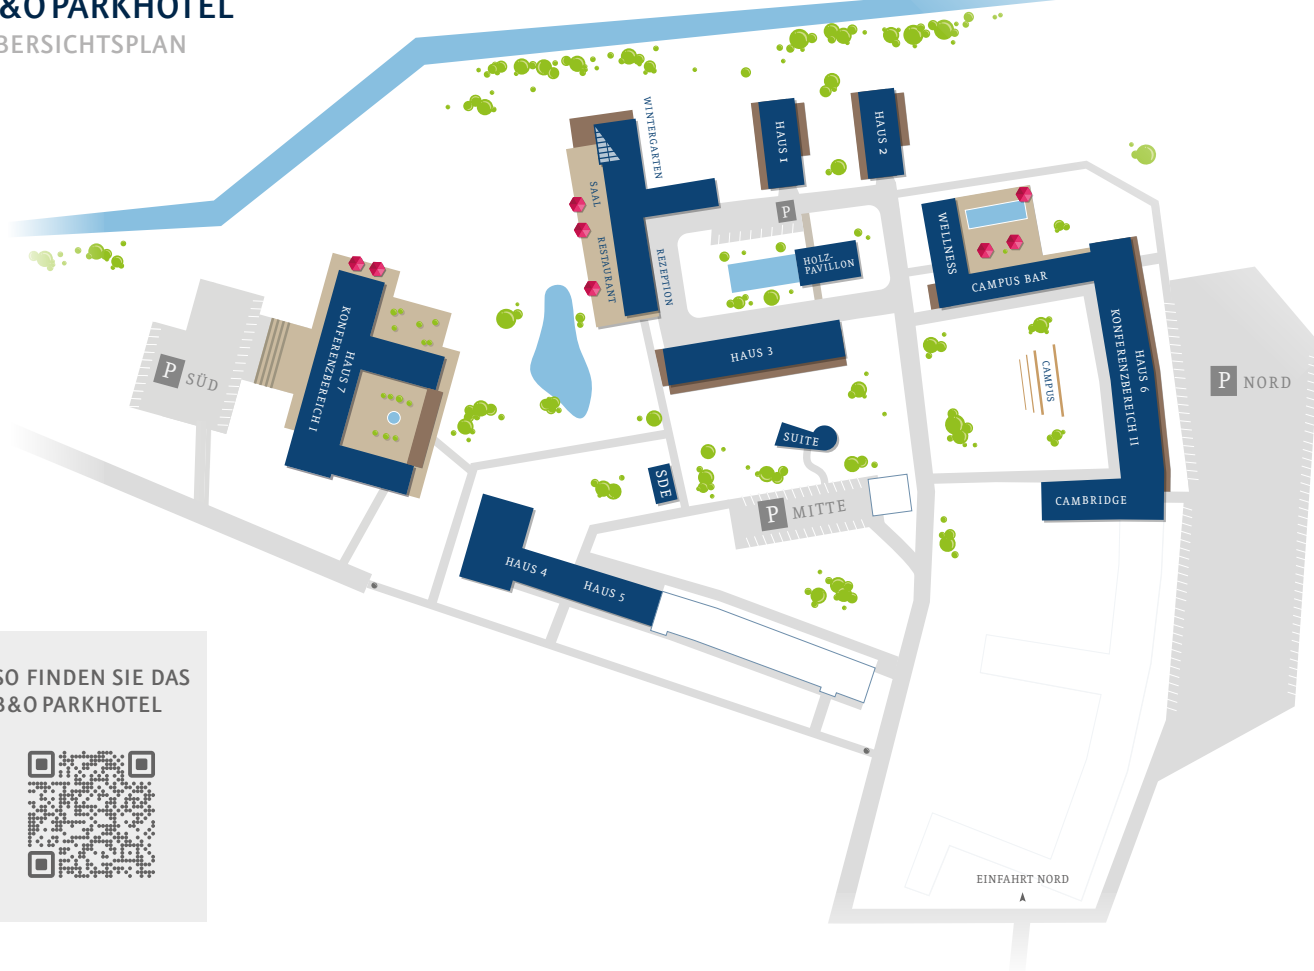 &O PARKHOTEL
BERSICHTSPLAN
WINTERGARTEN
SAAL
RESTAURANT
REZEPTION
HAUS 1
HAUS 2
P
HOLZ-
PAVILLON
WELLNESS
CAMPUS BAR
KONFERENZBEREICH II
HAUS 6
CAMPUS
CAMBRIDGE
P NORD
HAUS 3
KONFERENZBEREICH I
HAUS 7
P SÜD
SUITE
SDE
P MITTE
HAUS 4
HAUS 5
SO FINDEN SIE DAS
B&O PARKHOTEL
EINFAHRT NORD